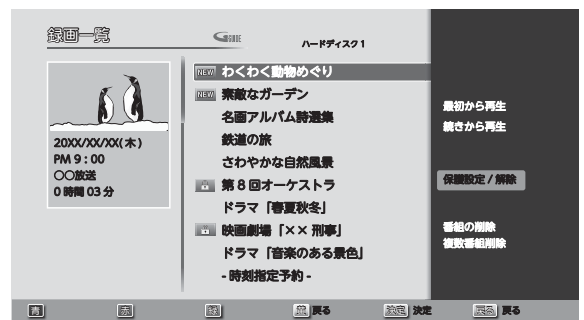 録画一覧
G GUIDE
ハードディスク1
NEW わくわく動物めぐり
NEW 素敵なガーデン
名画アルバム詩選集
鉄道の旅
さわやかな自然風景
第8回オーケストラ
ドラマ「春夏秋冬」
映画劇場「×× 刑事」
ドラマ「音楽のある景色」
- 時刻指定予約 -
20XX/XX/XX(木)
PM 9:00
○○放送
0 時間 03 分
最初から再生
続きから再生
保護設定 / 解除
番組の削除
複数番組削除
青 赤 緑 黄 戻る 決定 決定 戻る 戻る